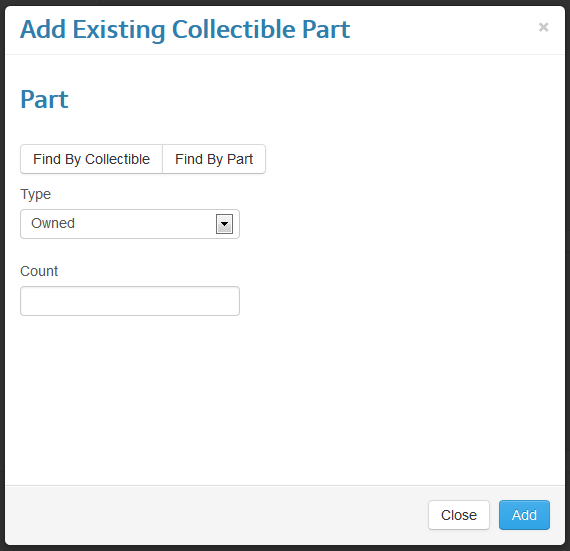 Add Existing Collectible Part ×
Part
Find By Collectible Find By Part
Type
Owned
Count
Close Add